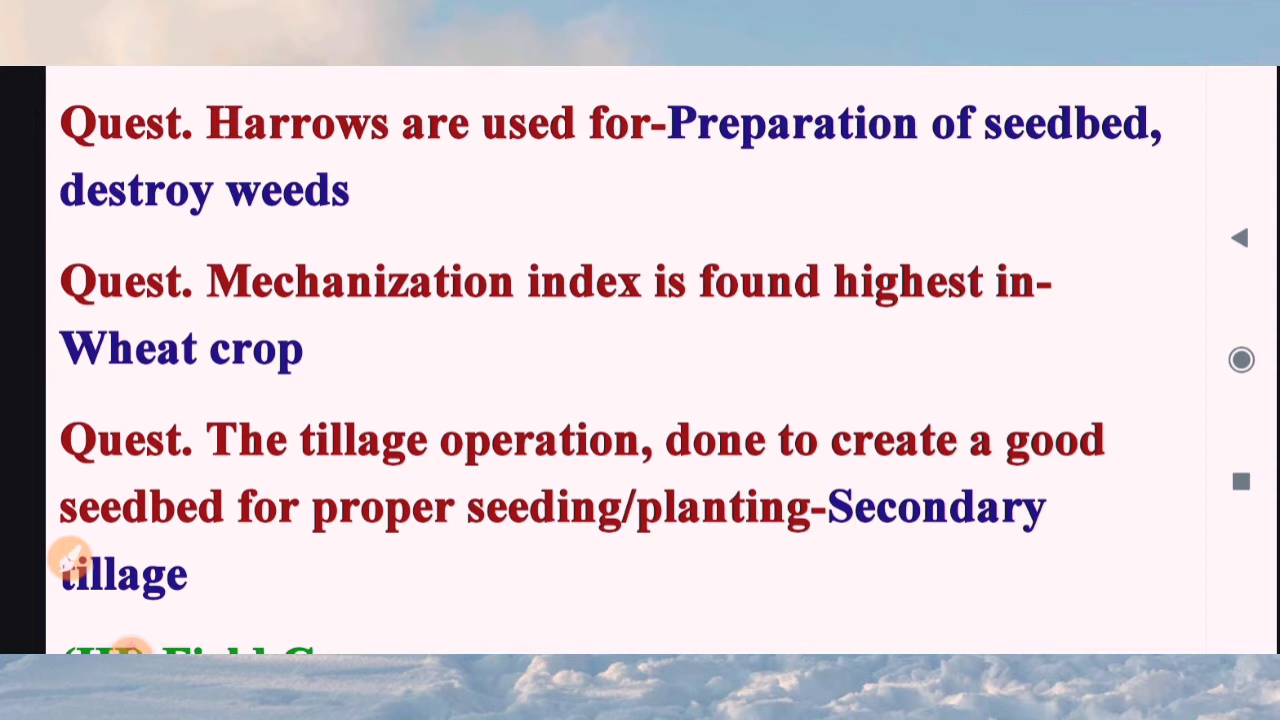 Quest. Harrows are used for-Preparation of seedbed,
destroy weeds
Quest. Mechanization index is found highest in-
Wheat crop
Quest. The tillage operation, done to create a good
seedbed for proper seeding/planting-Secondary
tillage